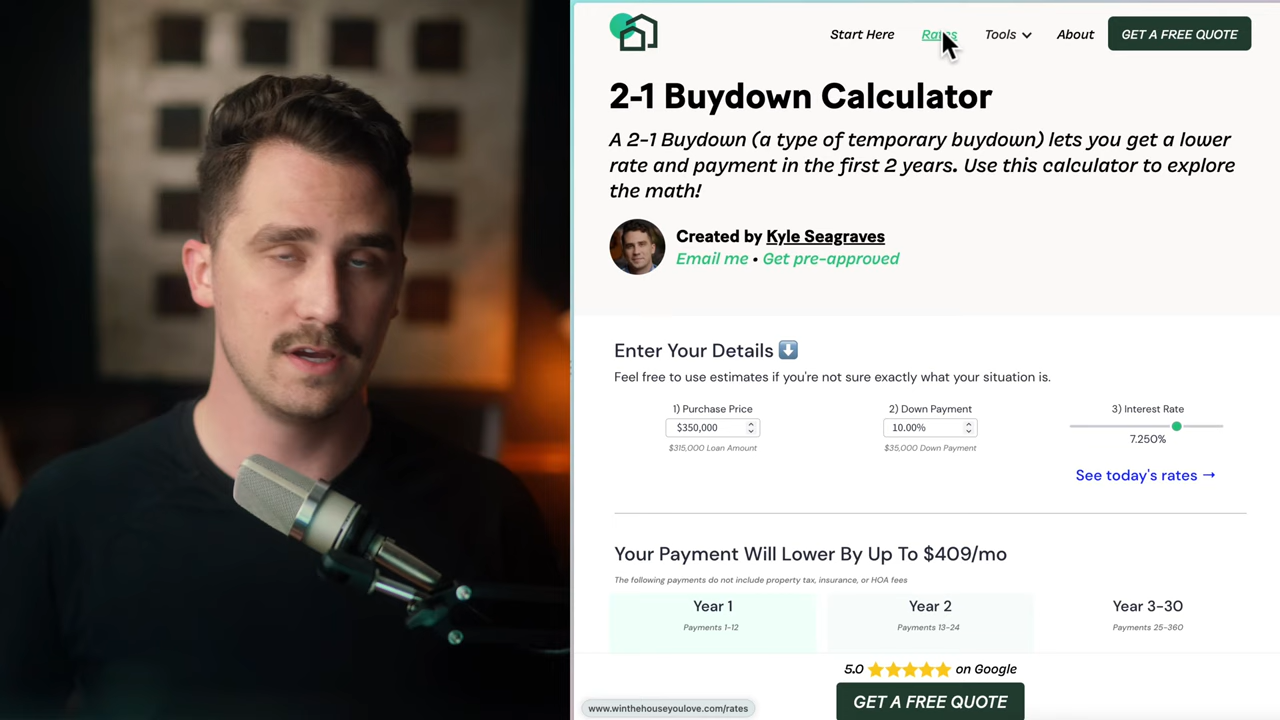 Start Here Rates Tools About GET A FREE QUOTE
2-1 Buydown Calculator
A 2-1 Buydown (a type of temporary buydown) lets you get a lower
rate and payment in the first 2 years. Use this calculator to explore
the math!
Created by Kyle Seagraves
Email me • Get pre-approved
Enter Your Details ⬇️
Feel free to use estimates if you're not sure exactly what your situation is.
1) Purchase Price 2) Down Payment 3) Interest Rate
$350,000 10.00%
7.250%
$315,000 Loan Amount $35,000 Down Payment
See today's rates →
Your Payment Will Lower By Up To $409/mo
The following payments do not include property tax, insurance, or HOA fees
Year 1 Year 2 Year 3-30
Payments 1-12 Payments 13-24 Payments 25-360
5.0 ⭐⭐⭐⭐⭐ on Google
GET A FREE QUOTE
www.winthehouseyoulove.com/rates